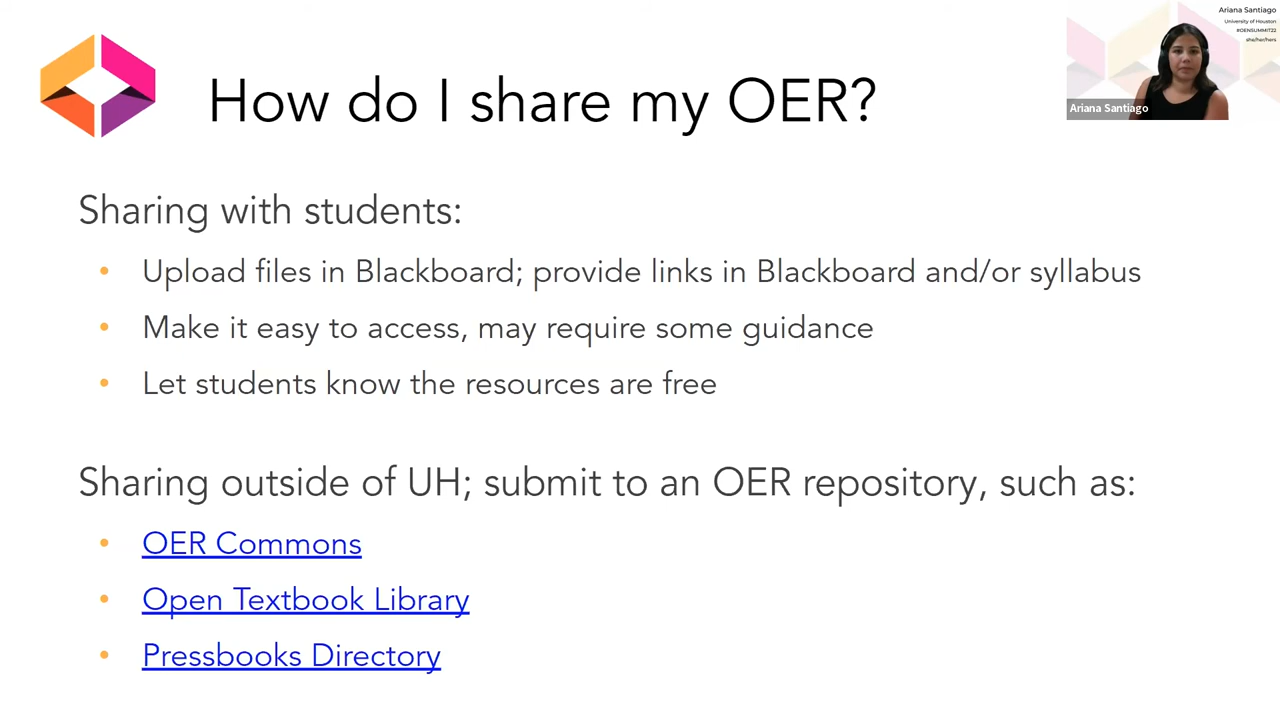 How do I share my OER?
Ariana Santiago
University of Houston
#OENSUMMIT22
she/her/hers
Ariana Santiago
Sharing with students:
• Upload files in Blackboard; provide links in Blackboard and/or syllabus
• Make it easy to access, may require some guidance
• Let students know the resources are free
Sharing outside of UH; submit to an OER repository, such as:
• OER Commons
• Open Textbook Library
• Pressbooks Directory